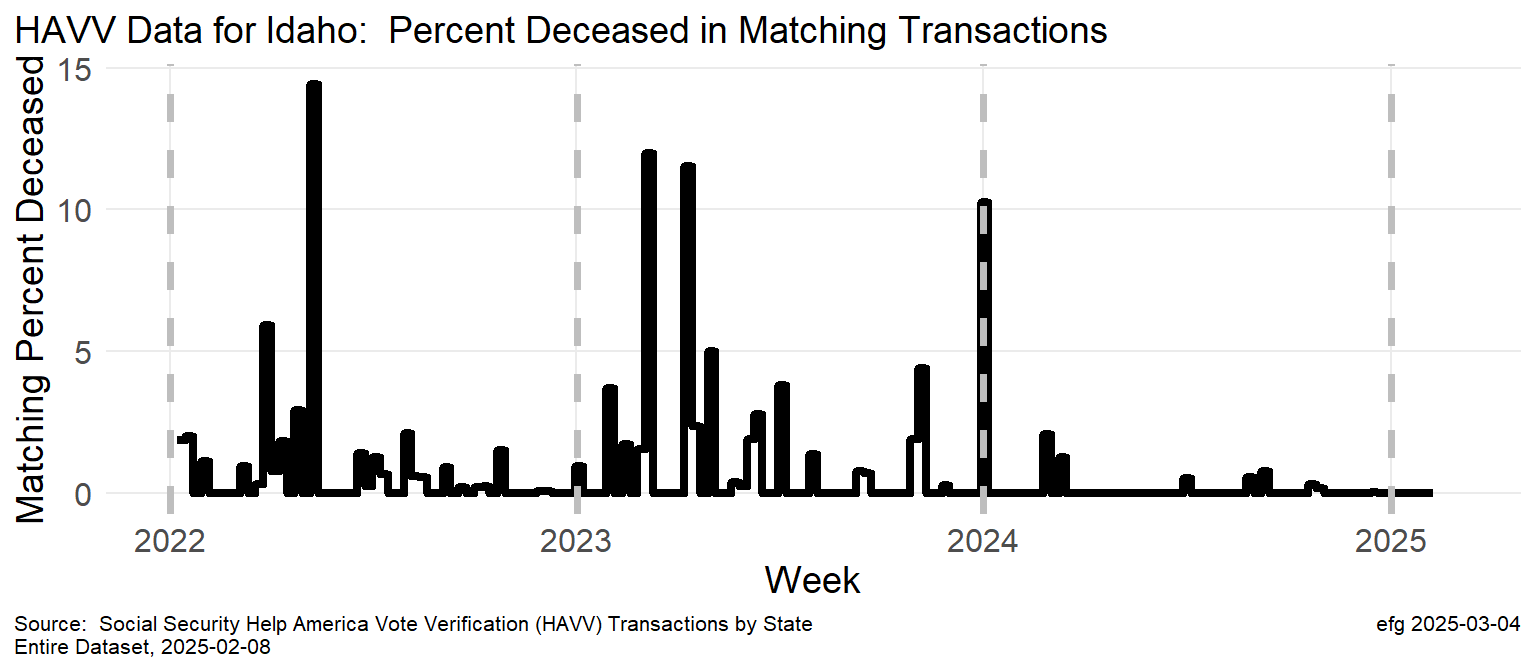 HAVV Data for Idaho:  Percent Deceased in Matching Transactions
Matching Percent Deceased
15
10
5
0
2022 2023 2024 2025
Week
Source:  Social Security Help America Vote Verification (HAVV) Transactions by State
Entire Dataset, 2025-02-08
efg 2025-03-04